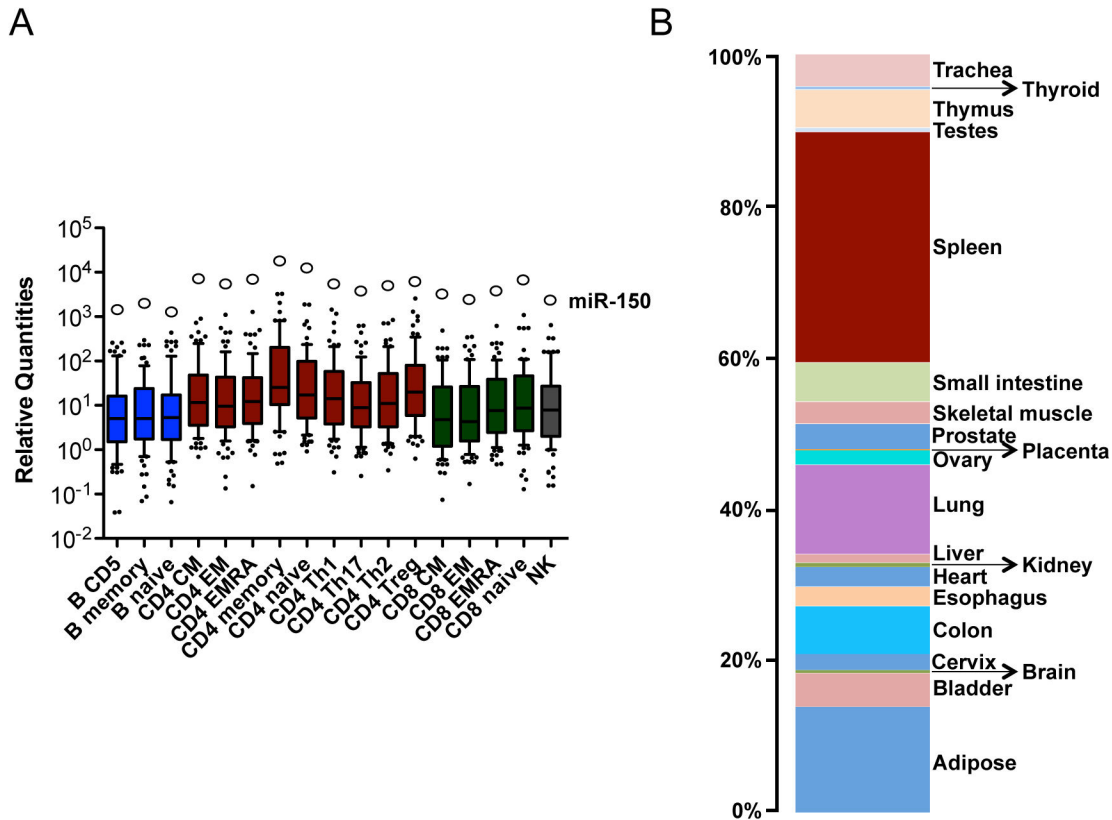 A
B
Relative Quantities
10^5
10^4
10^3
10^2
10^1
10^0
10^-1
10^-2
miR-150
B CD5
B memory
B naive
CD4 CM
CD4 EM
CD4 EMRA
CD4 memory
CD4 naive
CD4 Th1
CD4 Th17
CD4 Th2
CD4 Treg
CD8 CM
CD8 EM
CD8 EMRA
CD8 naive
NK
100%
80%
60%
40%
20%
0%
Trachea
Thyroid
Thymus
Testes
Spleen
Small intestine
Skeletal muscle
Prostate
Placenta
Ovary
Lung
Liver
Kidney
Heart
Esophagus
Colon
Cervix
Brain
Bladder
Adipose